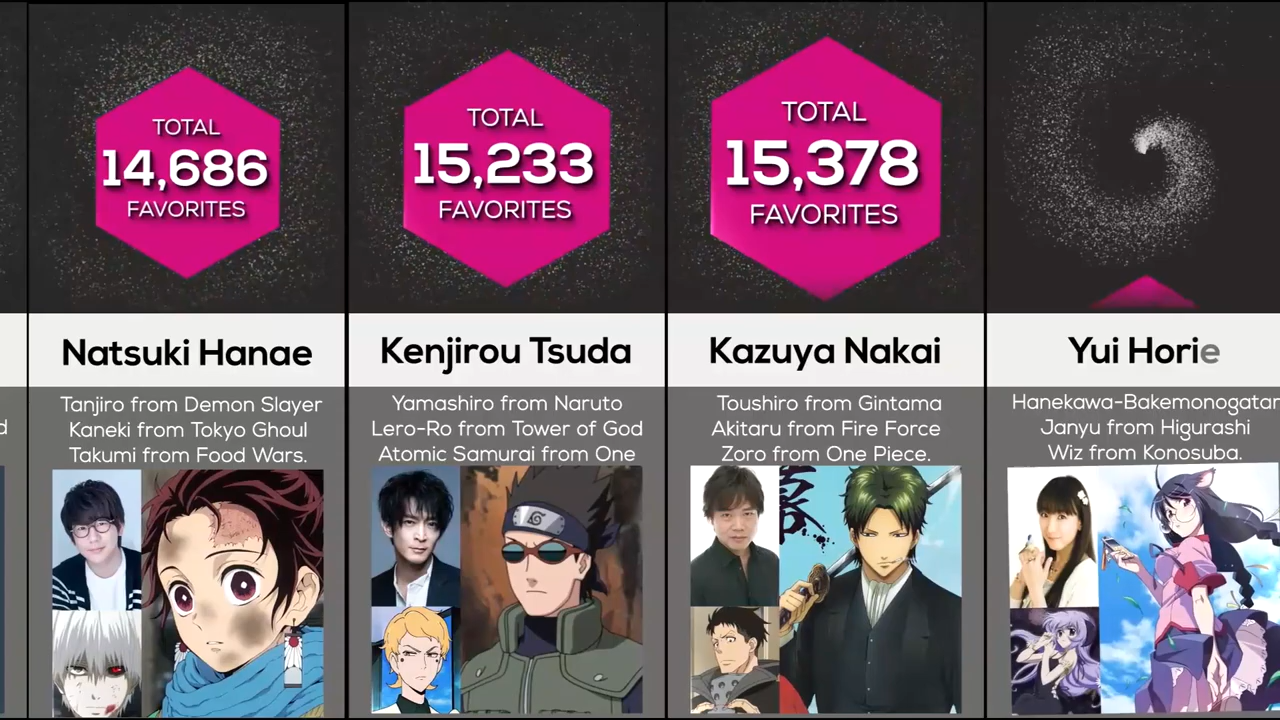 TOTAL
14,686
FAVORITES
Natsuki Hanae
Tanjiro from Demon Slayer
Kaneki from Tokyo Ghoul
Takumi from Food Wars.
TOTAL
15,233
FAVORITES
Kenjirou Tsuda
Yamashiro from Naruto
Lero-Ro from Tower of God
Atomic Samurai from One
TOTAL
15,378
FAVORITES
Kazuya Nakai
Toushiro from Gintama
Akitaru from Fire Force
Zoro from One Piece.
Yui Horie
Hanekawa-Bakemonogatar
Janyu from Higurashi
Wiz from Konosuba.
d